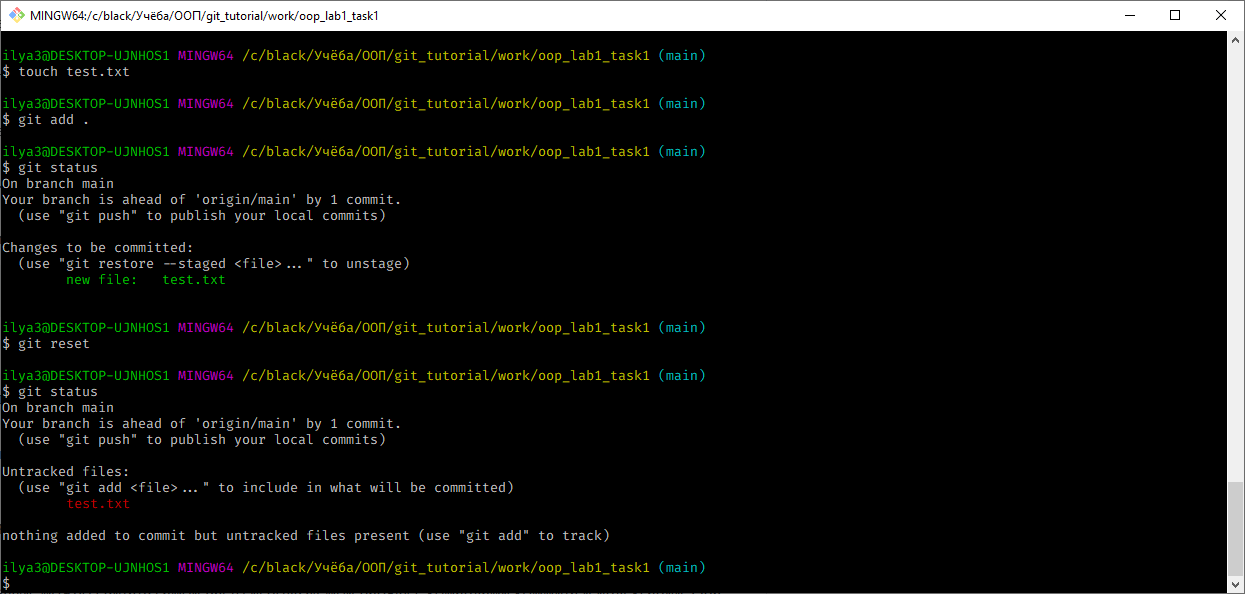 MINGW64:/c/black/Учёба/ООП/git_tutorial/work/oop_lab1_task1
ilya3@DESKTOP-UJNHOS1 MINGW64 /c/black/Учёба/ООП/git_tutorial/work/oop_lab1_task1 (main)
$ touch test.txt
ilya3@DESKTOP-UJNHOS1 MINGW64 /c/black/Учёба/ООП/git_tutorial/work/oop_lab1_task1 (main)
$ git add .
ilya3@DESKTOP-UJNHOS1 MINGW64 /c/black/Учёба/ООП/git_tutorial/work/oop_lab1_task1 (main)
$ git status
On branch main
Your branch is ahead of 'origin/main' by 1 commit.
  (use "git push" to publish your local commits)
Changes to be committed:
  (use "git restore --staged <file>..." to unstage)
        new file:   test.txt
ilya3@DESKTOP-UJNHOS1 MINGW64 /c/black/Учёба/ООП/git_tutorial/work/oop_lab1_task1 (main)
$ git reset
ilya3@DESKTOP-UJNHOS1 MINGW64 /c/black/Учёба/ООП/git_tutorial/work/oop_lab1_task1 (main)
$ git status
On branch main
Your branch is ahead of 'origin/main' by 1 commit.
  (use "git push" to publish your local commits)
Untracked files:
  (use "git add <file>..." to include in what will be committed)
        test.txt
nothing added to commit but untracked files present (use "git add" to track)
ilya3@DESKTOP-UJNHOS1 MINGW64 /c/black/Учёба/ООП/git_tutorial/work/oop_lab1_task1 (main)
$